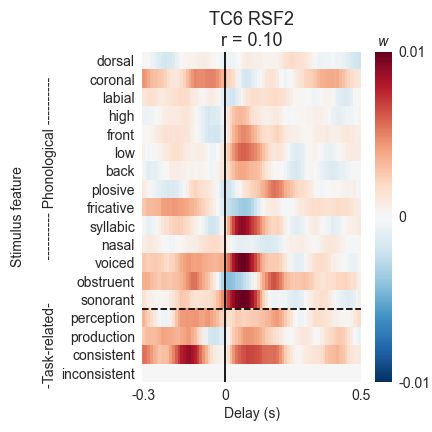 TC6 RSF2
r = 0.10
w
Stimulus feature
---------- Phonological ----------
-Task-related-
dorsal
coronal
labial
high
front
low
back
plosive
fricative
syllabic
nasal
voiced
obstruent
sonorant
perception
production
consistent
inconsistent
-0.3
0
0.5
Delay (s)
0.01
0
-0.01